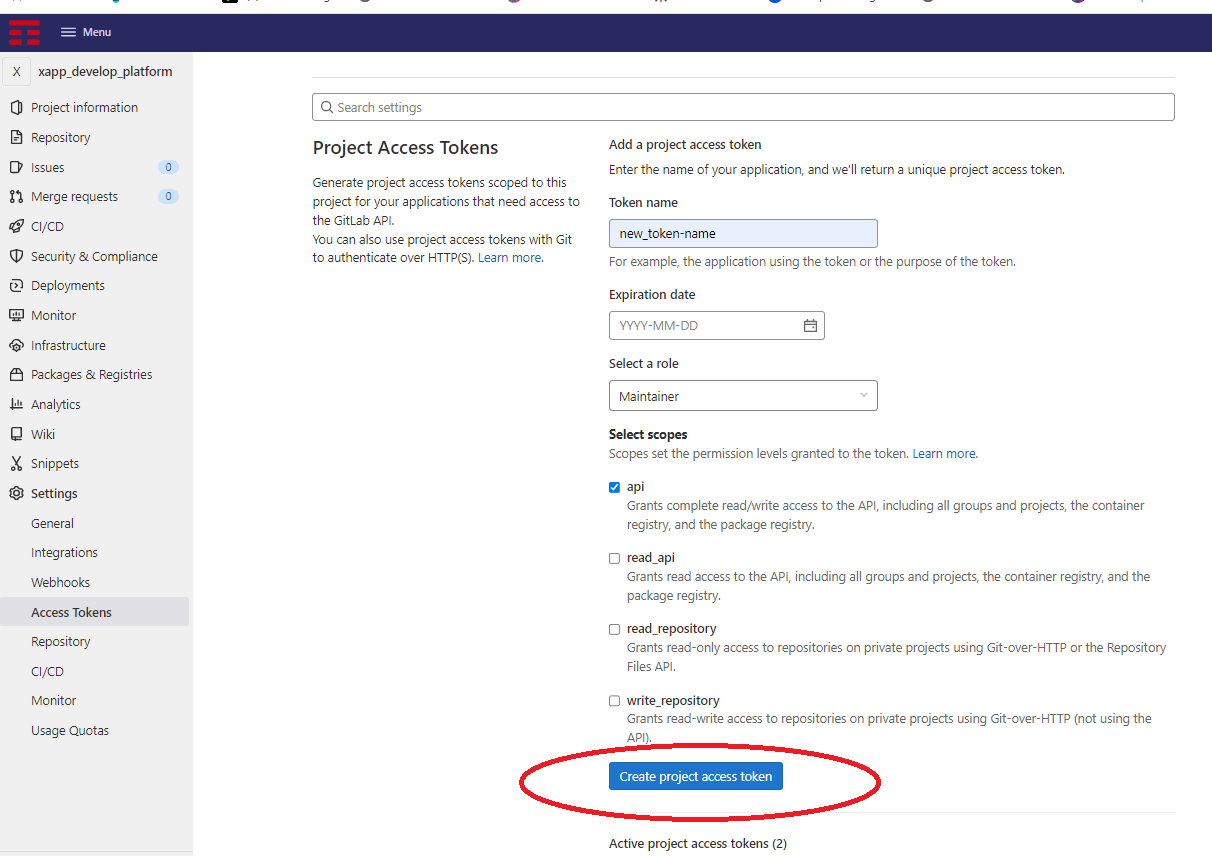 Menu
X xapp_develop_platform
Project information
Repository
Issues 0
Merge requests 0
CI/CD
Security & Compliance
Deployments
Monitor
Infrastructure
Packages & Registries
Analytics
Wiki
Snippets
Settings
General
Integrations
Webhooks
Access Tokens
Repository
CI/CD
Monitor
Usage Quotas
Search settings
Project Access Tokens
Generate project access tokens scoped to this
project for your applications that need access to
the GitLab API.
You can also use project access tokens with Git
to authenticate over HTTP(S). Learn more.
Add a project access token
Enter the name of your application, and we'll return a unique project access token.
Token name
new_token-name
For example, the application using the token or the purpose of the token.
Expiration date
YYYY-MM-DD
Select a role
Maintainer
Select scopes
Scopes set the permission levels granted to the token. Learn more.
api
Grants complete read/write access to the API, including all groups and projects, the container
registry, and the package registry.
read_api
Grants read access to the API, including all groups and projects, the container registry, and the
package registry.
read_repository
Grants read-only access to repositories on private projects using Git-over-HTTP or the Repository
Files API.
write_repository
Grants read-write access to repositories on private projects using Git-over-HTTP (not using the
API).
Create project access token
Active project access tokens (2)